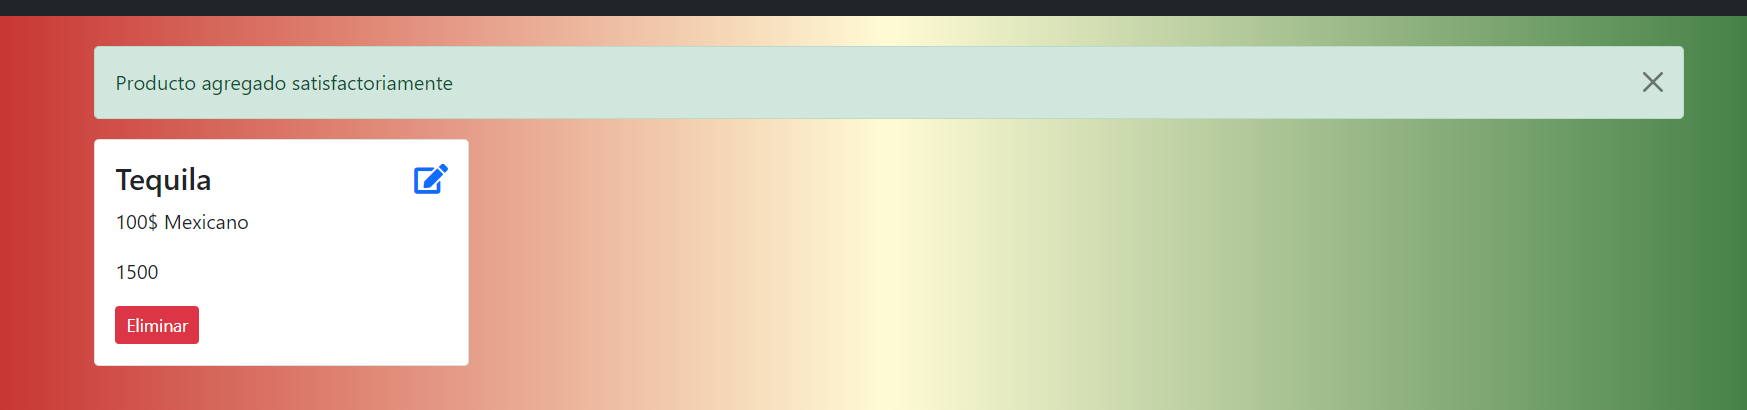 Producto agregado satisfactoriamente
Tequila
100$ Mexicano
1500
Eliminar